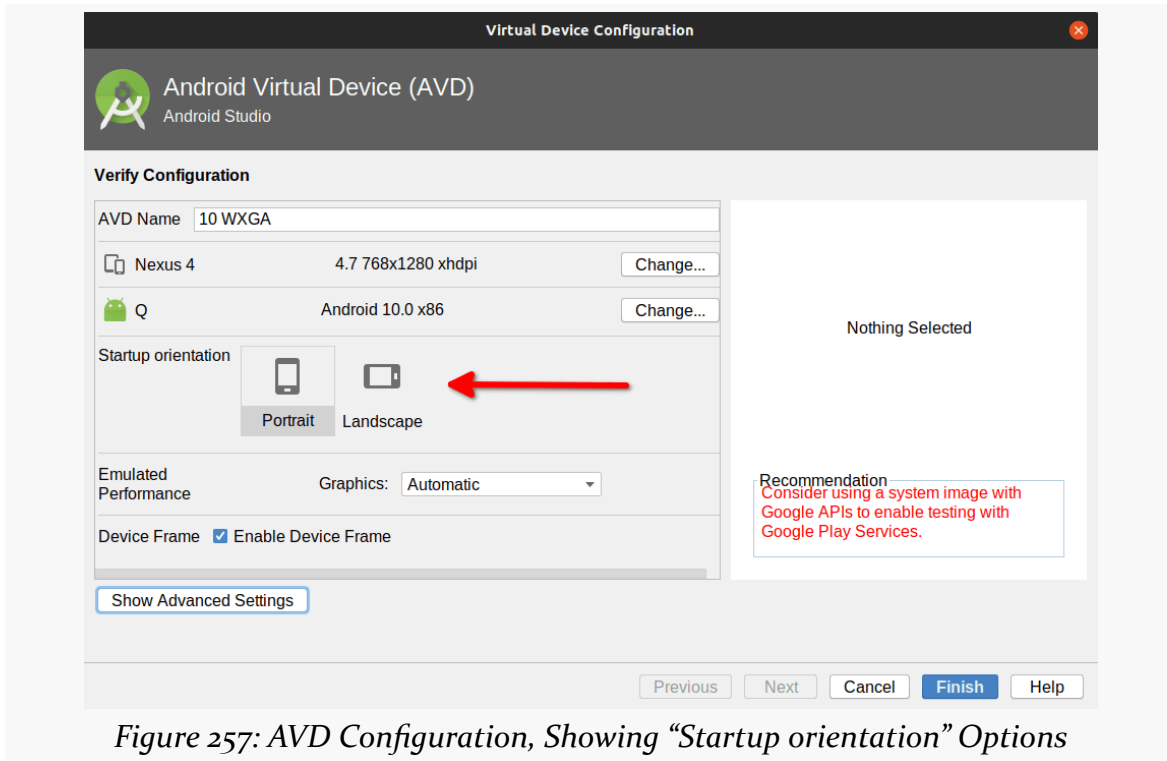 Virtual Device Configuration
Android Virtual Device (AVD)
Android Studio
Verify Configuration
AVD Name 10 WXGA
Nexus 4 4.7 768x1280 xhdpi Change...
Q Android 10.0 x86 Change...
Nothing Selected
Startup orientation
Portrait Landscape
Emulated
Performance
Graphics: Automatic
Device Frame Enable Device Frame
Recommendation
Consider using a system image with
Google APIs to enable testing with
Google Play Services.
Show Advanced Settings
Previous Next Cancel Finish Help
Figure 257: AVD Configuration, Showing “Startup orientation” Options